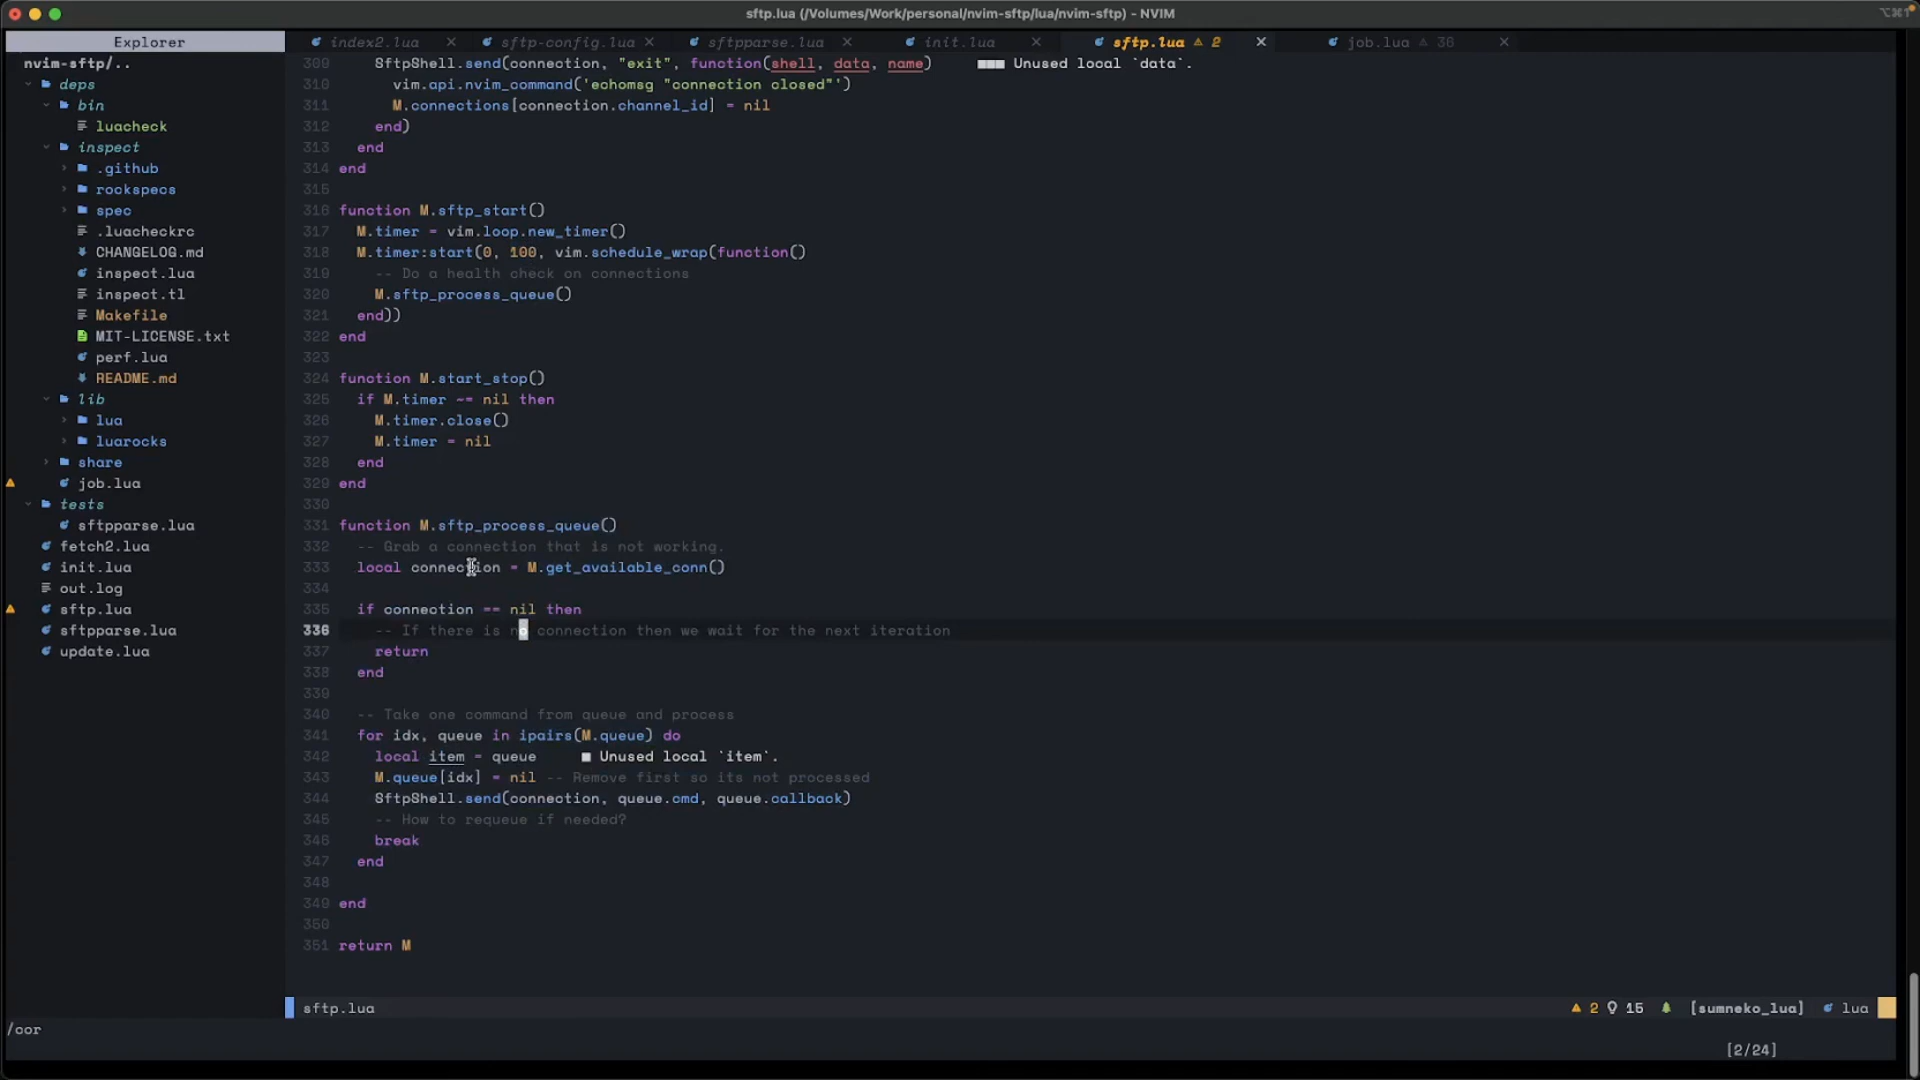 sftp.lua (/Volumes/Work/personal/nvim-sftp/lua/nvim-sftp) - NVIM
⌥⌘1
Explorer
index2.lua
sftp-config.lua
sftpparse.lua
init.lua
sftp.lua 2
job.lua 36
nvim-sftp/..
deps
bin
luacheck
inspect
.github
rockspecs
spec
.luacheckrc
CHANGELOG.md
inspect.lua
inspect.tl
Makefile
MIT-LICENSE.txt
perf.lua
README.md
lib
lua
luarocks
share
job.lua
tests
sftpparse.lua
fetch2.lua
init.lua
out.log
sftp.lua
sftpparse.lua
update.lua
309 SftpShell.send(connection, "exit", function(shell, data, name) ■■■ Unused local `data`.
310 vim.api.nvim_command('echomsg "connection closed"')
311 M.connections[connection.channel_id] = nil
312 end)
313 end
314 end
315
316 function M.sftp_start()
317 M.timer = vim.loop.new_timer()
318 M.timer:start(0, 100, vim.schedule_wrap(function()
319 -- Do a health check on connections
320 M.sftp_process_queue()
321 end))
322 end
323
324 function M.start_stop()
325 if M.timer ~= nil then
326 M.timer.close()
327 M.timer = nil
328 end
329 end
330
331 function M.sftp_process_queue()
332 -- Grab a connection that is not working.
333 local connection = M.get_available_conn()
334
335 if connection == nil then
336 -- If there is no connection then we wait for the next iteration
337 return
338 end
339
340 -- Take one command from queue and process
341 for idx, queue in ipairs(M.queue) do
342 local item = queue ■ Unused local `item`.
343 M.queue[idx] = nil -- Remove first so its not processed
344 SftpShell.send(connection, queue.cmd, queue.callback)
345 -- How to requeue if needed?
346 break
347 end
348
349 end
350
351 return M
sftp.lua 2 15 [sumneko_lua] lua
/cor
[2/24]